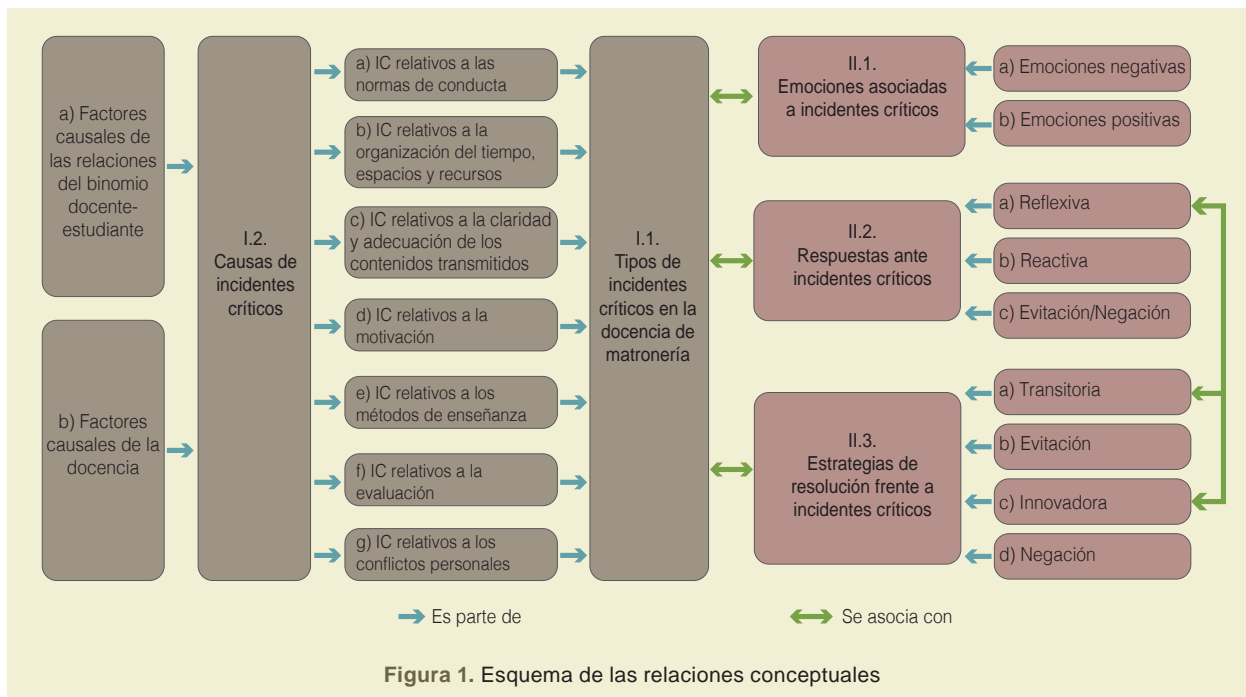 a) Factores
causales de
las relaciones
del binomio
docente-
estudiante
b) Factores
causales de la
docencia
I.2.
Causas de
incidentes
críticos
a) IC relativos a las
normas de conducta
b) IC relativos a la
organización del tiempo,
espacios y recursos
c) IC relativos a la claridad
y adecuación de los
contenidos transmitidos
d) IC relativos a la
motivación
e) IC relativos a los
métodos de enseñanza
f) IC relativos a la
evaluación
g) IC relativos a los
conflictos personales
I.1.
Tipos de
incidentes
críticos en la
docencia de
matronería
II.1.
Emociones asociadas
a incidentes críticos
a) Emociones negativas
b) Emociones positivas
II.2.
Respuestas ante
incidentes críticos
a) Reflexiva
b) Reactiva
c) Evitación/Negación
II.3.
Estrategias de
resolución frente a
incidentes críticos
a) Transitoria
b) Evitación
c) Innovadora
d) Negación
Es parte de
Se asocia con
Figura 1. Esquema de las relaciones conceptuales